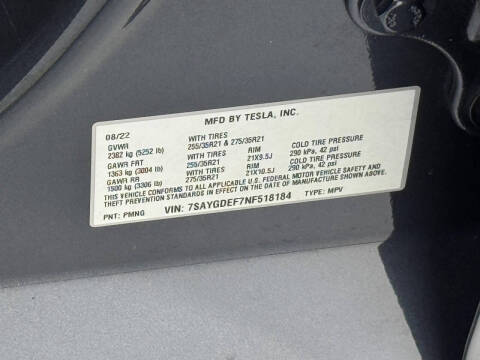 MFD BY TESLA, INC.
08/22
GVWR WITH TIRES COLD TIRE PRESSURE
2382 kg (5252 lb) 255/35R21 & 275/35R21 RIM 290 kPa, 42 psi
GAWR FRT WITH TIRES 21X9.5J COLD TIRE PRESSURE
1363 kg (3004 lb) 255/35R21 RIM 290 kPa, 42 psi
GAWR RR WITH TIRES 21X10.5J
1500 kg (3306 lb) 275/35R21
THIS VEHICLE CONFORMS TO ALL APPLICABLE U.S. FEDERAL MOTOR VEHICLE SAFETY AND
THEFT PREVENTION STANDARDS IN EFFECT ON THE DATE OF MANUFACTURE SHOWN ABOVE.
PNT: PMNG VIN: 7SAYGDEF7NF518184 TYPE: MPV